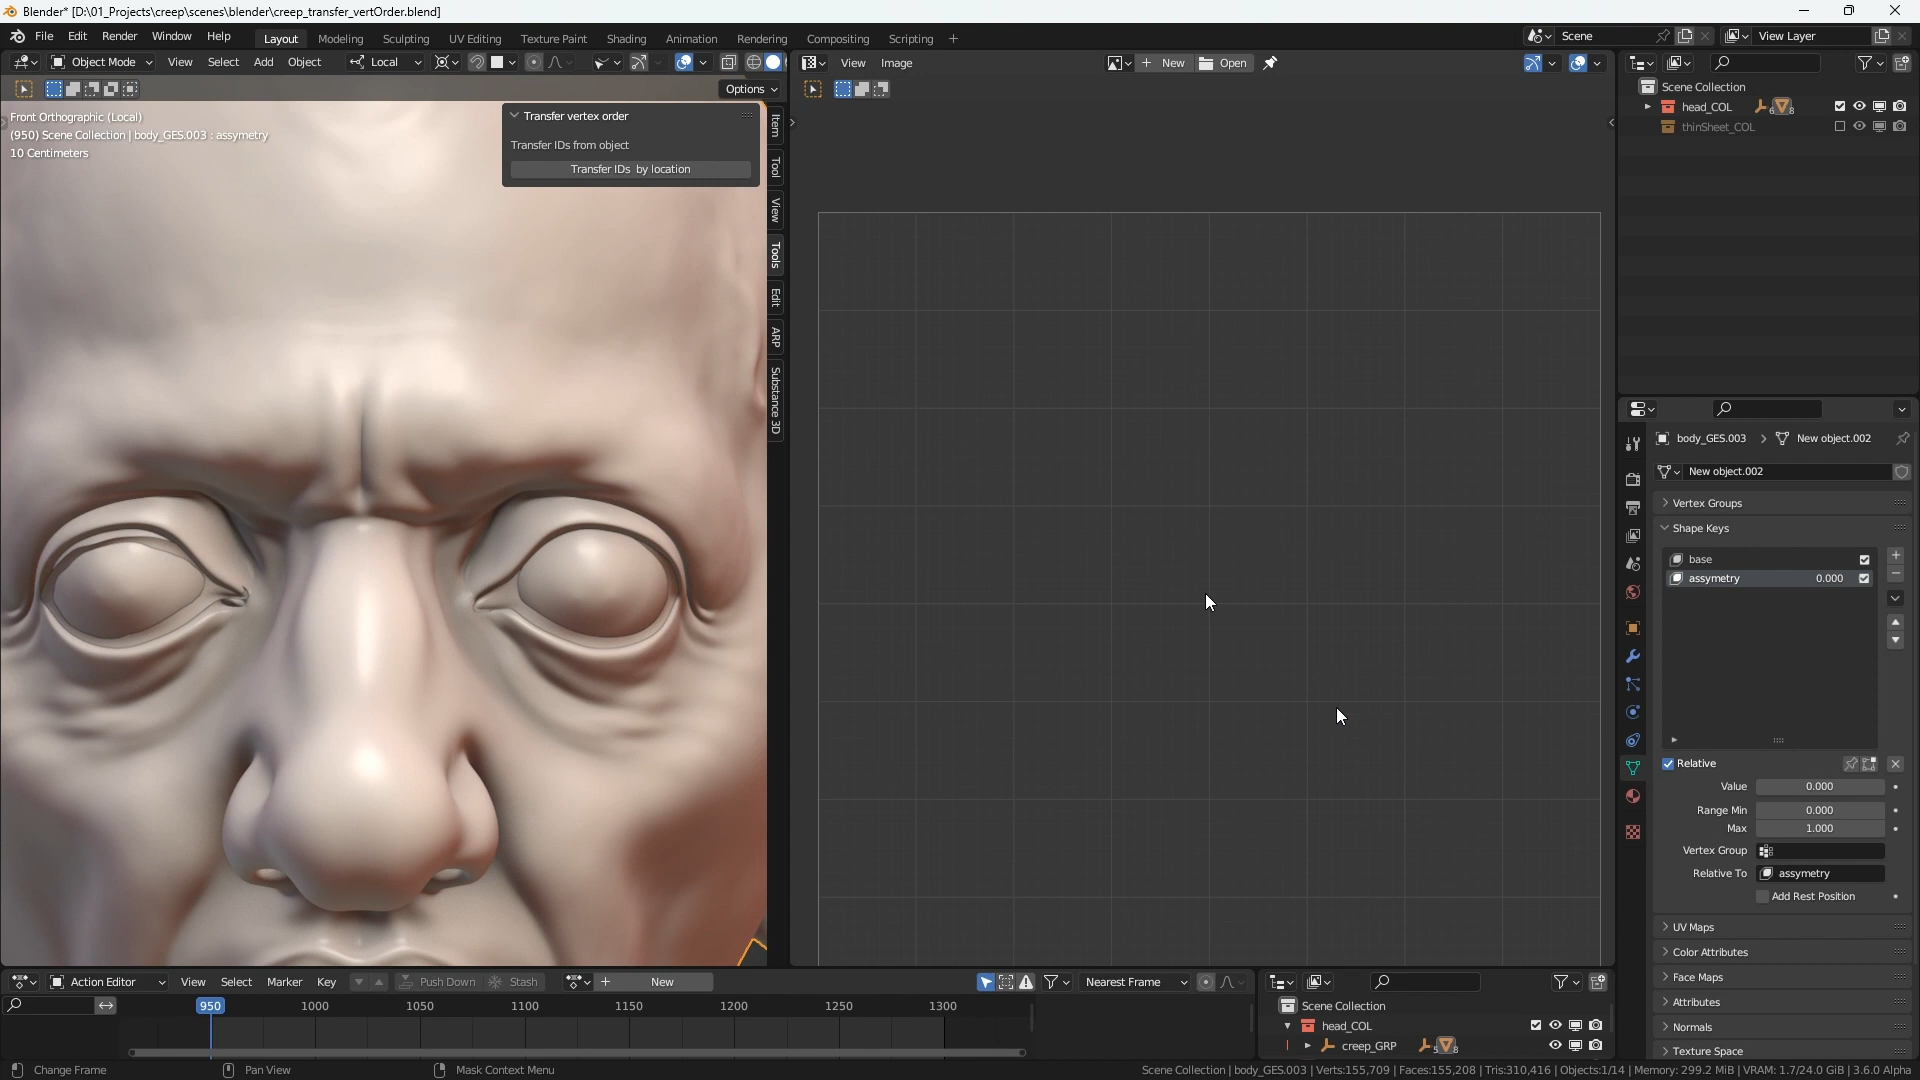 Blender* [D:\01_Projects\creep\scenes\blender\creep_transfer_vertOrder.blend]
File Edit Render Window Help Layout Modeling Sculpting UV Editing Texture Paint Shading Animation Rendering Compositing Scripting + Scene View Layer
Object Mode View Select Add Object Local View Image + New Open
Options
Front Orthographic (Local)
(950) Scene Collection | body_GES.003 : assymetry
10 Centimeters
Transfer vertex order
Transfer IDs from object
Transfer IDs by location
Item
Tool
View
Tools
Edit
ARP
Substance 3D
Scene Collection
head_COL 6 8
thinSheet_COL
body_GES.003 > New object.002
New object.002
Vertex Groups
Shape Keys
base
assymetry 0.000
Relative
Value 0.000
Range Min 0.000
Max 1.000
Vertex Group
Relative To assymetry
Add Rest Position
UV Maps
Color Attributes
Face Maps
Attributes
Normals
Texture Space
Action Editor View Select Marker Key Push Down Stash + New Nearest Frame
950 1000 1050 1100 1150 1200 1250 1300
Scene Collection
head_COL
creep_GRP 5 8
Change Frame Pan View Mask Context Menu
Scene Collection | body_GES.003 | Verts:155,709 | Faces:155,208 | Tris:310,416 | Objects:1/14 | Memory: 299.2 MiB | VRAM: 1.7/24.0 GiB | 3.6.0 Alpha